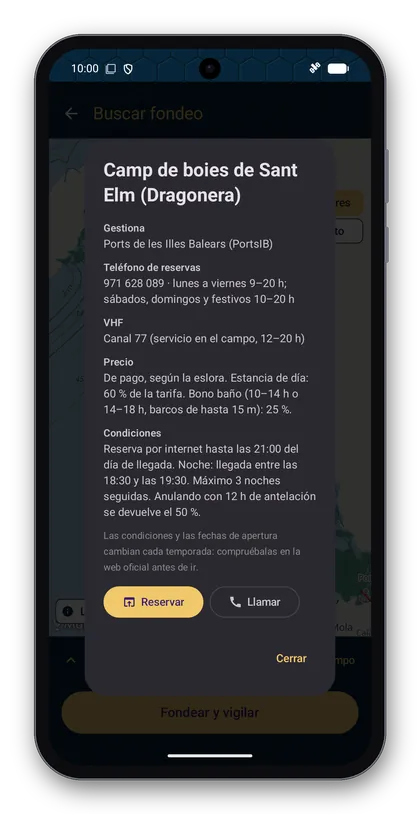 10:00
Buscar fondeo
Camp de boies de Sant
Elm (Dragonera)
Gestiona
Ports de les Illes Balears (PortsIB)
Teléfono de reservas
971 628 089 · lunes a viernes 9–20 h;
sábados, domingos y festivos 10–20 h
VHF
Canal 77 (servicio en el campo, 12–20 h)
Precio
De pago, según la eslora. Estancia de día:
60 % de la tarifa. Bono baño (10–14 h o
14–18 h, barcos de hasta 15 m): 25 %.
Condiciones
Reserva por internet hasta las 21:00 del
día de llegada. Noche: llegada entre las
18:30 y las 19:30. Máximo 3 noches
seguidas. Anulando con 12 h de antelación
se devuelve el 50 %.
Las condiciones y las fechas de apertura
cambian cada temporada: compruébalas en la
web oficial antes de ir.
Reservar
Llamar
Cerrar
Fondear y vigilar